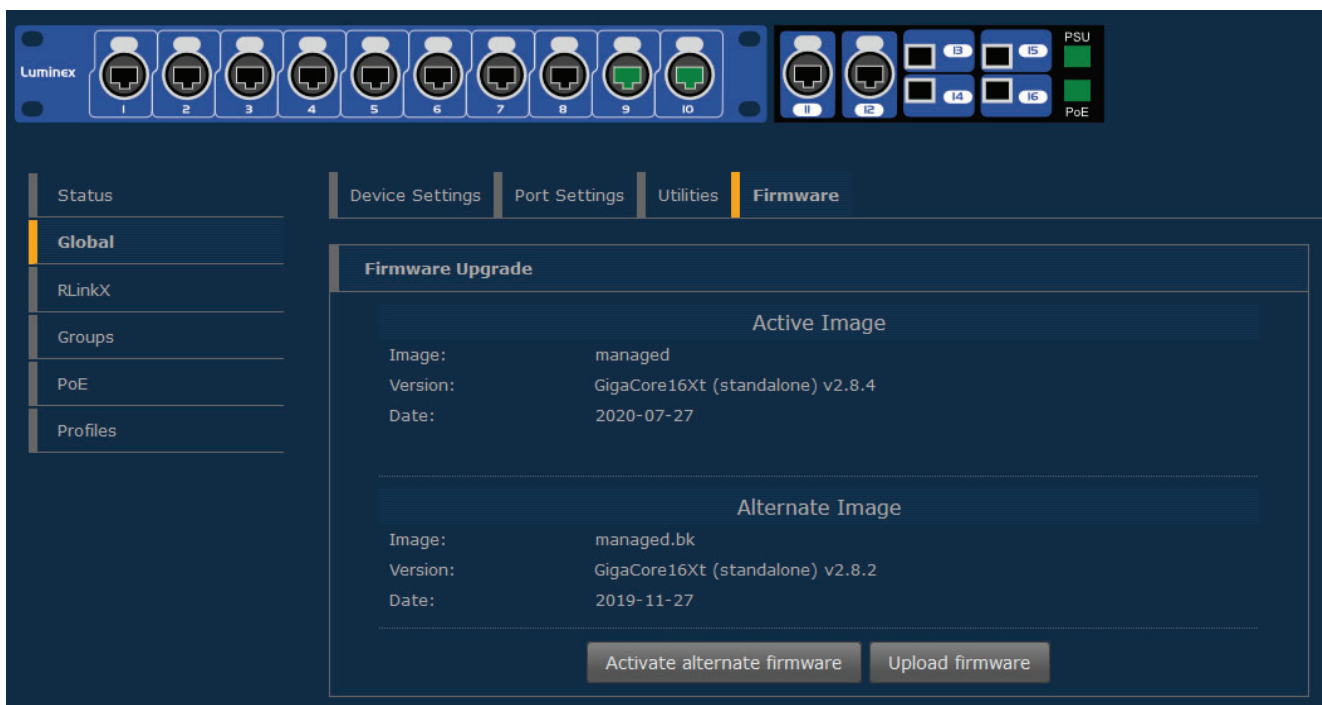 PSU
Luminex
13 15
14 16
1 2 3 4 5 6 7 8 9 10 11 12
PoE
Status
Global
RLinkX
Groups
PoE
Profiles
Device Settings Port Settings Utilities Firmware
Firmware Upgrade
Active Image
Image: managed
Version: GigaCore16Xt (standalone) v2.8.4
Date: 2020-07-27
Alternate Image
Image: managed.bk
Version: GigaCore16Xt (standalone) v2.8.2
Date: 2019-11-27
Activate alternate firmware Upload firmware